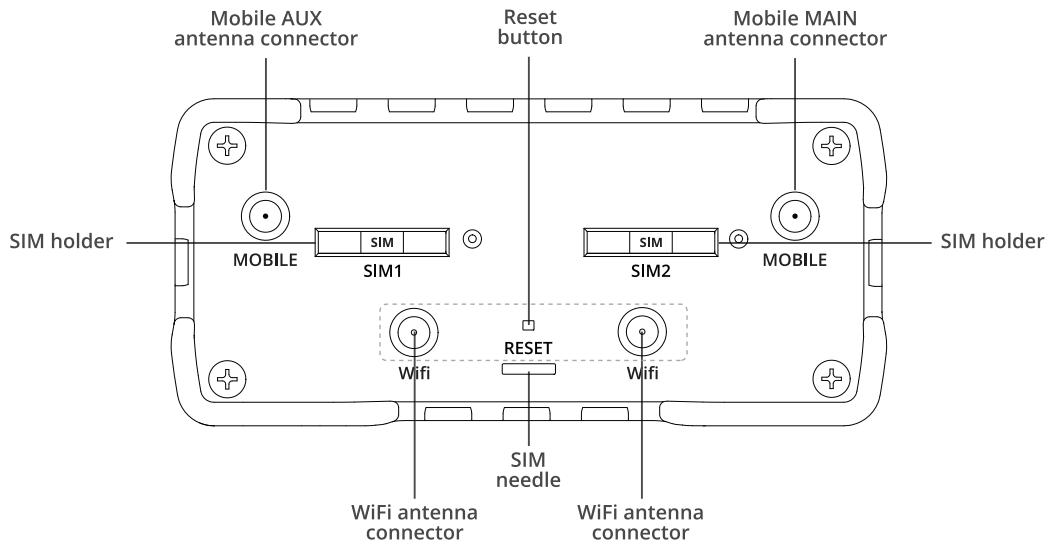 Mobile AUX
antenna connector
Reset
button
Mobile MAIN
antenna connector
SIM holder
SIM
SIM
SIM holder
MOBILE
SIM1
SIM2
MOBILE
RESET
Wifi
Wifi
SIM
needle
WiFi antenna
connector
WiFi antenna
connector